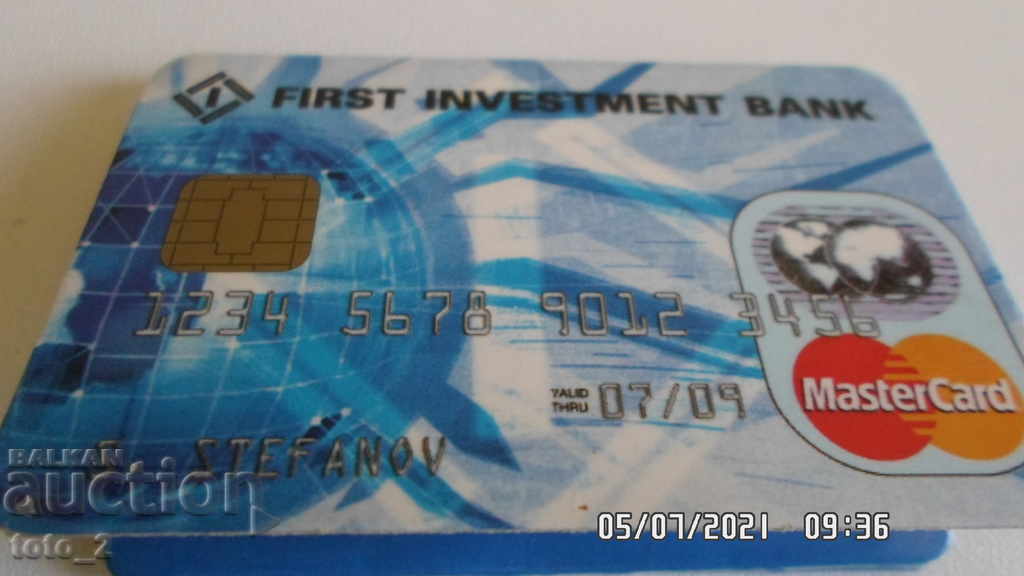 FIRST INVESTMENT BANK
1234 5678 9012 3456
MasterCard
VALID THRU 07/09
STEFANOV
BALKAN
auction
toto_2
05/07/2021 09:36